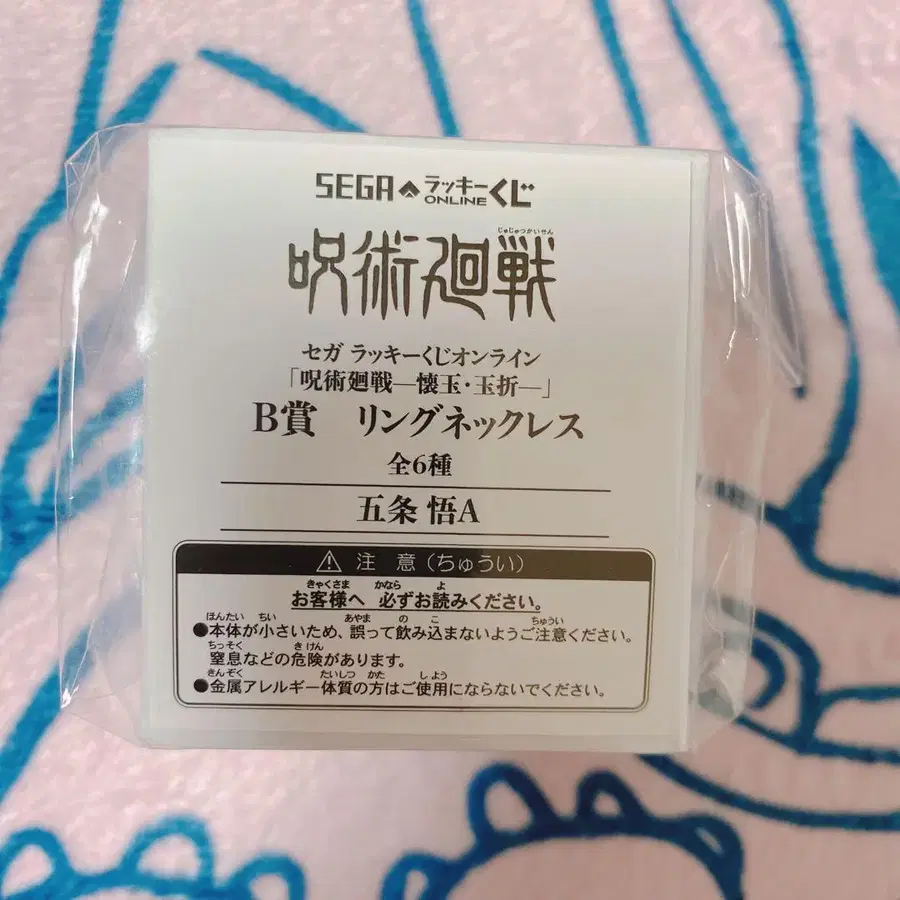 SEGA ラッキーくじ ONLINE
じゅじゅつかいせん
呪術廻戦
セガ ラッキーくじオンライン
「呪術廻戦―懐玉・玉折―」
B賞 リングネックレス
全6種
五条 悟A
⚠ 注 意(ちゅうい)
きゃくさま かなら よ
お客様へ 必ずお読みください。
ほんたい ちい あやま の こ ちゅうい
●本体が小さいため、誤って飲み込まないようご注意ください。
ちっそく きけん
窒息などの危険があります。
きんぞく たいしつ かた しよう
●金属アレルギー体質の方はご使用にならないでください。